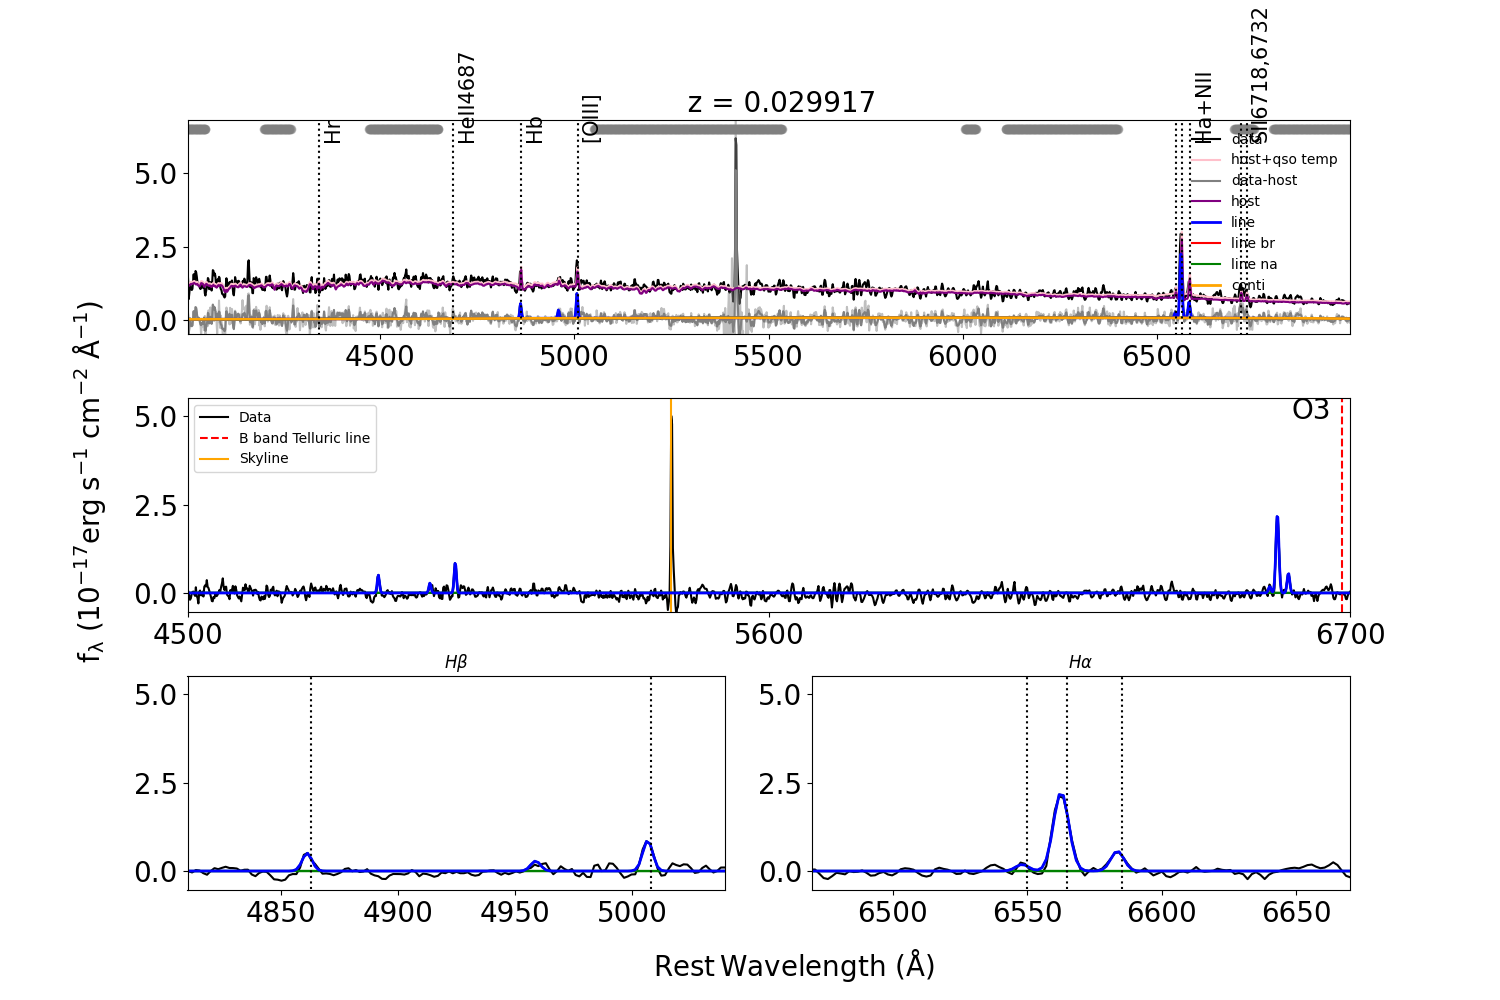 z = 0.029917
Hr
HeII4687
Hb
[OIII]
Ha+NII
SII6718,6732
data
host+qso temp
data-host
host
line
line br
line na
conti
5.0
2.5
0.0
4500 5000 5500 6000 6500
Data
B band Telluric line
Skyline
O3
5.0
2.5
0.0
4500 5600 6700
fλ (10⁻¹⁷erg s⁻¹ cm⁻² Å⁻¹)
Hβ
5.0
2.5
0.0
4850 4900 4950 5000
Hα
5.0
2.5
0.0
6500 6550 6600 6650
Rest Wavelength (Å)